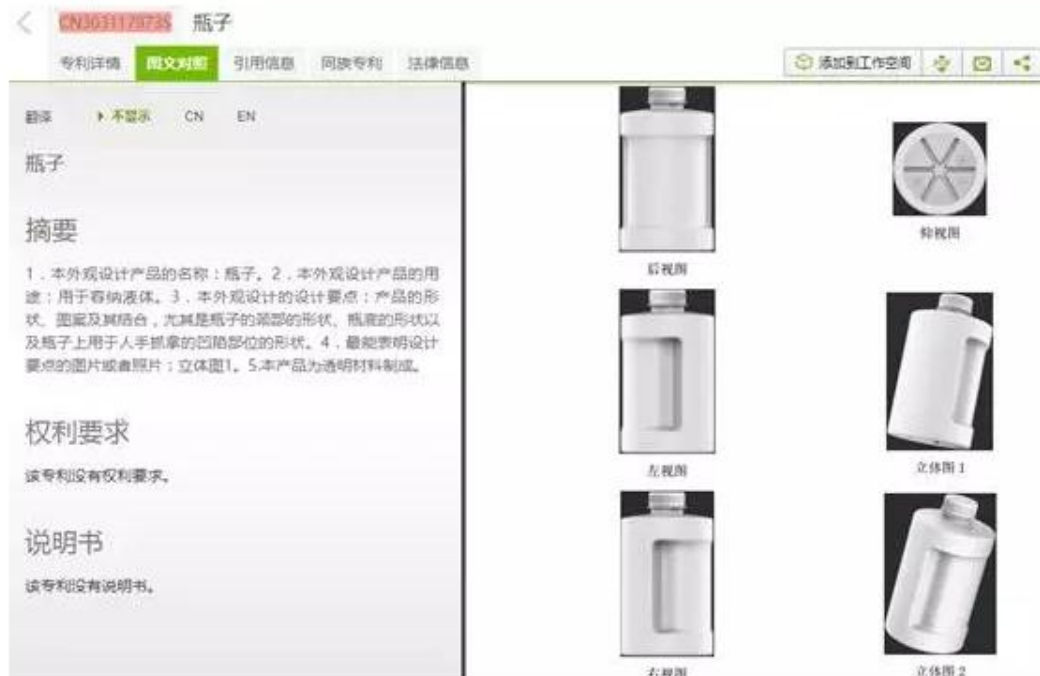 瓶子
专利详情 图文对照 引用信息 同族专利 法律信息
添加到工作空间
翻译 不显示 CN EN
瓶子
摘要
1．本外观设计产品的名称：瓶子。2．本外观设计产品的用
途：用于容纳液体。3．本外观设计的设计要点：产品的形
状、图案及其结合，尤其是瓶子的颈部的形状、瓶底的形状以
及瓶子上用于人手抓拿的凹陷部位的形状。4．最能表明设计
要点的图片或者照片：立体图1。5.本产品为透明材料制成。
权利要求
该专利没有权利要求。
说明书
该专利没有说明书。
后视图
仰视图
左视图
立体图 1
右视图
立体图 2